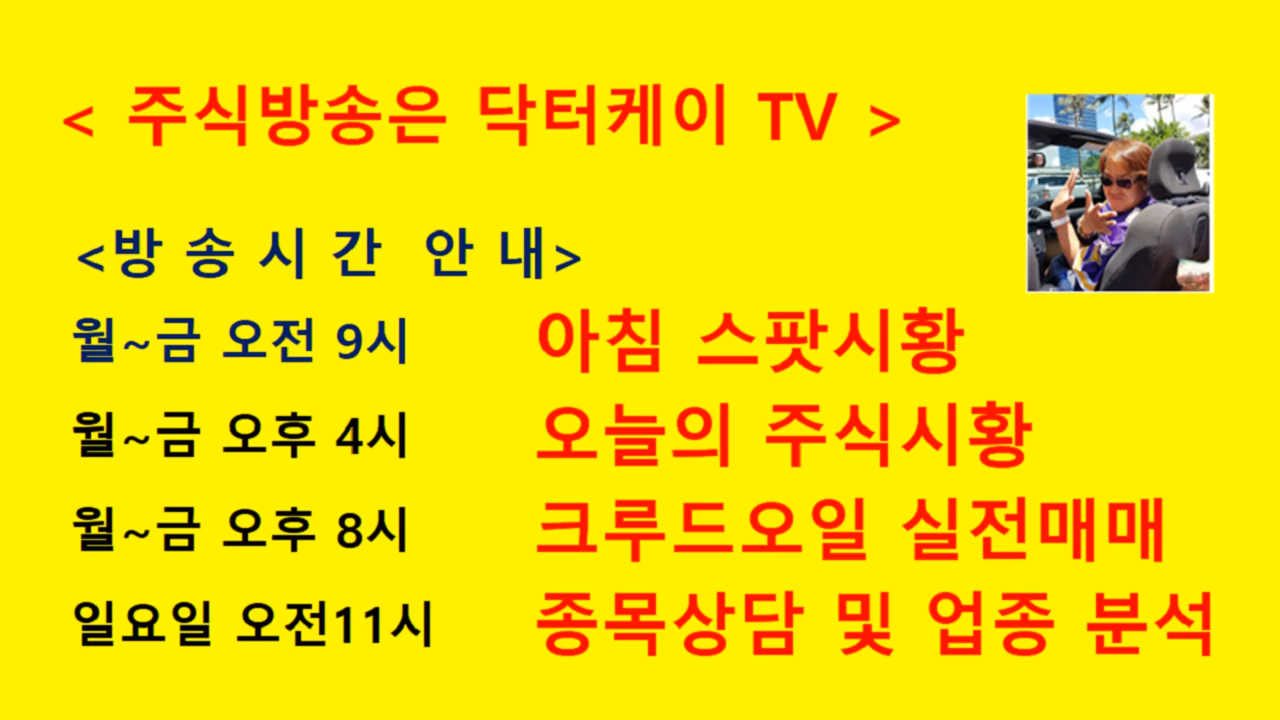 < 주식방송은 닥터케이 TV >
<방 송 시 간 안 내>
월~금 오전 9시 아침 스팟시황
월~금 오후 4시 오늘의 주식시황
월~금 오후 8시 크루드오일 실전매매
일요일 오전11시 종목상담 및 업종 분석